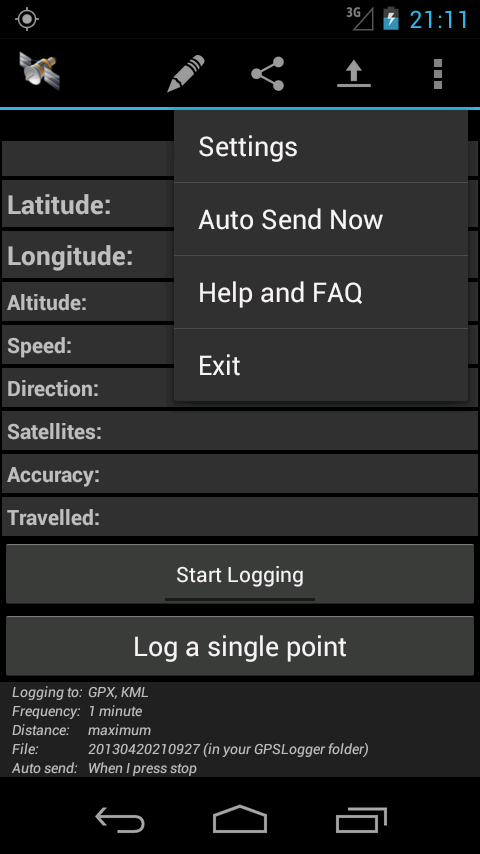 3G 21:11
Settings
Auto Send Now
Help and FAQ
Exit
Latitude:
Longitude:
Altitude:
Speed:
Direction:
Satellites:
Accuracy:
Travelled:
Start Logging
Log a single point
Logging to: GPX, KML
Frequency: 1 minute
Distance: maximum
File: 20130420210927 (in your GPSLogger folder)
Auto send: When I press stop